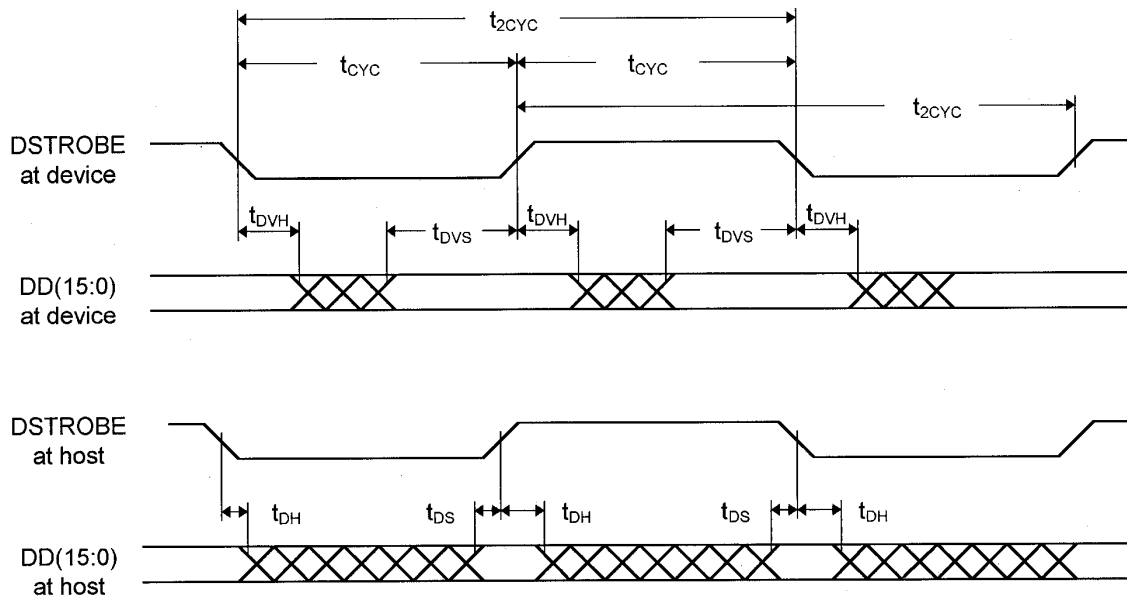 t2CYC
tCYC tCYC
t2CYC
DSTROBE
at device
tDVH tDVS tDVH tDVS tDVH
DD(15:0)
at device
DSTROBE
at host
tDH tDS tDH tDS tDH
DD(15:0)
at host